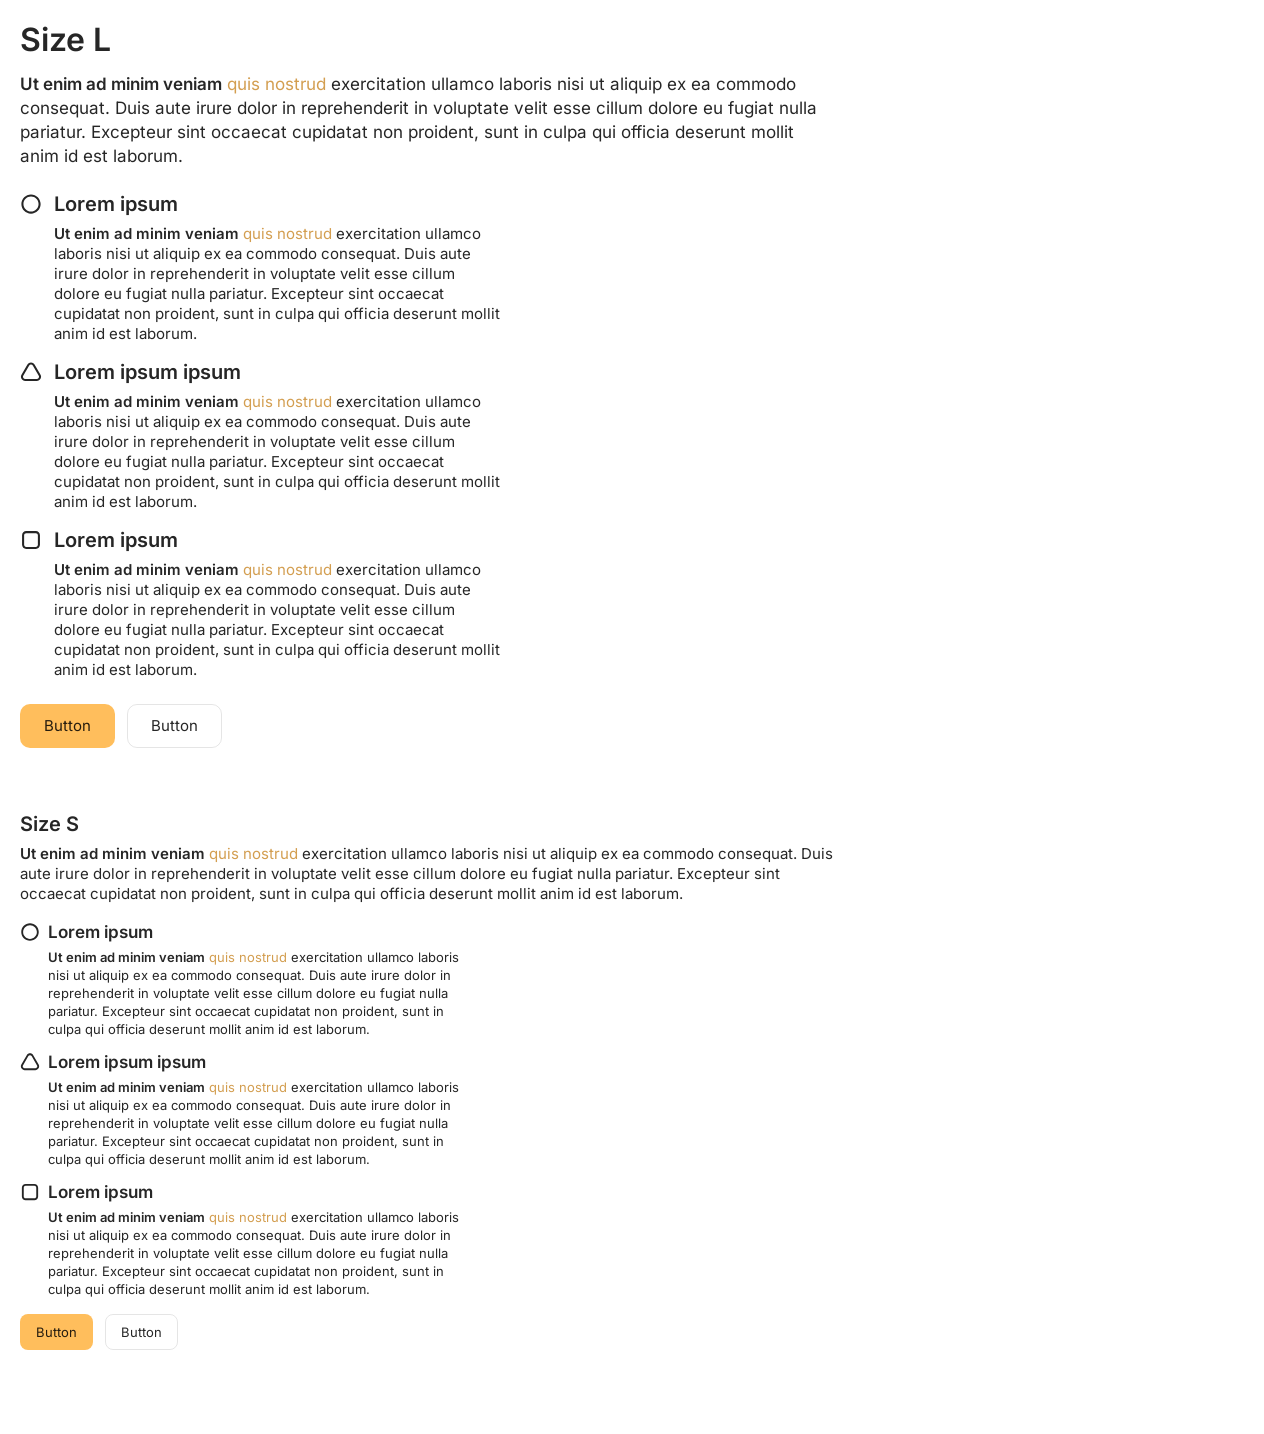 Size L
Ut enim ad minim veniam quis nostrud exercitation ullamco laboris nisi ut aliquip ex ea commodo
consequat. Duis aute irure dolor in reprehenderit in voluptate velit esse cillum dolore eu fugiat nulla
pariatur. Excepteur sint occaecat cupidatat non proident, sunt in culpa qui officia deserunt mollit
anim id est laborum.
Lorem ipsum
Ut enim ad minim veniam quis nostrud exercitation ullamco
laboris nisi ut aliquip ex ea commodo consequat. Duis aute
irure dolor in reprehenderit in voluptate velit esse cillum
dolore eu fugiat nulla pariatur. Excepteur sint occaecat
cupidatat non proident, sunt in culpa qui officia deserunt mollit
anim id est laborum.
Lorem ipsum ipsum
Ut enim ad minim veniam quis nostrud exercitation ullamco
laboris nisi ut aliquip ex ea commodo consequat. Duis aute
irure dolor in reprehenderit in voluptate velit esse cillum
dolore eu fugiat nulla pariatur. Excepteur sint occaecat
cupidatat non proident, sunt in culpa qui officia deserunt mollit
anim id est laborum.
Lorem ipsum
Ut enim ad minim veniam quis nostrud exercitation ullamco
laboris nisi ut aliquip ex ea commodo consequat. Duis aute
irure dolor in reprehenderit in voluptate velit esse cillum
dolore eu fugiat nulla pariatur. Excepteur sint occaecat
cupidatat non proident, sunt in culpa qui officia deserunt mollit
anim id est laborum.
Button Button
Size S
Ut enim ad minim veniam quis nostrud exercitation ullamco laboris nisi ut aliquip ex ea commodo consequat. Duis
aute irure dolor in reprehenderit in voluptate velit esse cillum dolore eu fugiat nulla pariatur. Excepteur sint
occaecat cupidatat non proident, sunt in culpa qui officia deserunt mollit anim id est laborum.
Lorem ipsum
Ut enim ad minim veniam quis nostrud exercitation ullamco laboris
nisi ut aliquip ex ea commodo consequat. Duis aute irure dolor in
reprehenderit in voluptate velit esse cillum dolore eu fugiat nulla
pariatur. Excepteur sint occaecat cupidatat non proident, sunt in
culpa qui officia deserunt mollit anim id est laborum.
Lorem ipsum ipsum
Ut enim ad minim veniam quis nostrud exercitation ullamco laboris
nisi ut aliquip ex ea commodo consequat. Duis aute irure dolor in
reprehenderit in voluptate velit esse cillum dolore eu fugiat nulla
pariatur. Excepteur sint occaecat cupidatat non proident, sunt in
culpa qui officia deserunt mollit anim id est laborum.
Lorem ipsum
Ut enim ad minim veniam quis nostrud exercitation ullamco laboris
nisi ut aliquip ex ea commodo consequat. Duis aute irure dolor in
reprehenderit in voluptate velit esse cillum dolore eu fugiat nulla
pariatur. Excepteur sint occaecat cupidatat non proident, sunt in
culpa qui officia deserunt mollit anim id est laborum.
Button Button